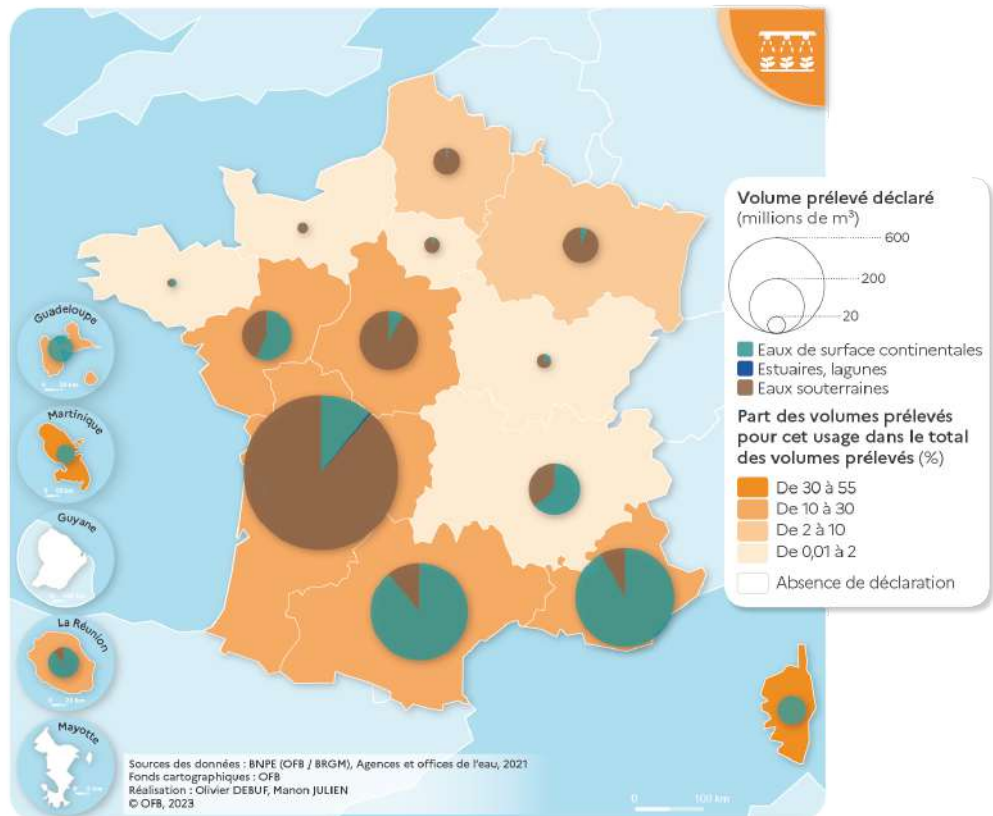 Volume prélevé déclaré
(millions de m³)
600
200
20
Eaux de surface continentales
Estuaires, lagunes
Eaux souterraines
Part des volumes prélevés
pour cet usage dans le total
des volumes prélevés (%)
De 30 à 55
De 10 à 30
De 2 à 10
De 0,01 à 2
Absence de déclaration
Guadeloupe
Martinique
Guyane
La Réunion
Mayotte
Sources des données : BNPE (OFB / BRGM), Agences et offices de l'eau, 2021
Fonds cartographiques : OFB
Réalisation : Olivier DEBUF, Manon JULIEN
© OFB, 2023
0 100 km